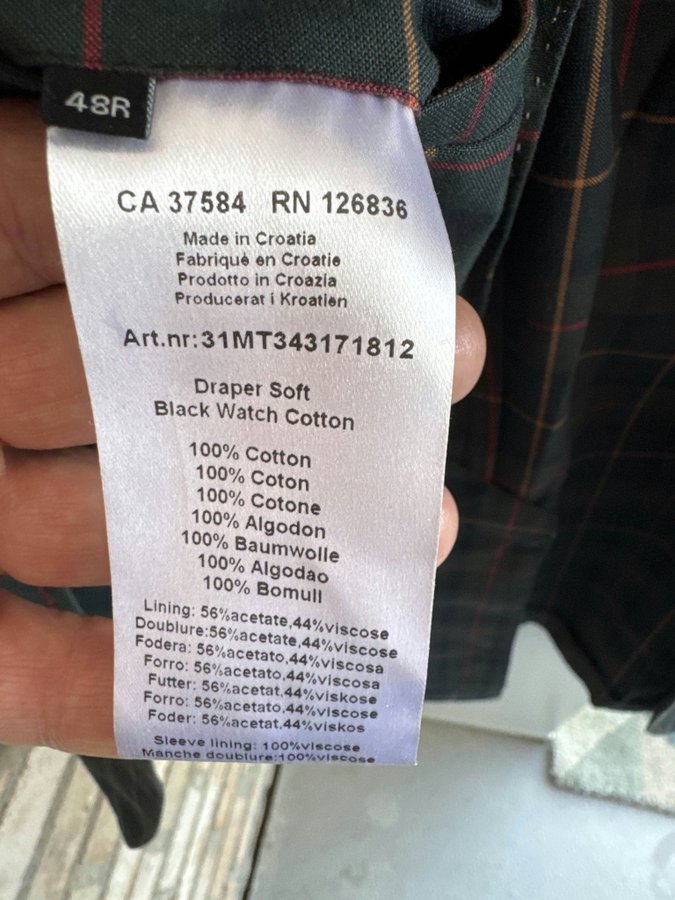 48R
CA 37584 RN 126836
Made in Croatia
Fabriqué en Croatie
Prodotto in Croazia
Producerat i Kroatien
Art.nr:31MT343171812
Draper Soft
Black Watch Cotton
100% Cotton
100% Coton
100% Cotone
100% Algodon
100% Baumwolle
100% Algodao
100% Bomull
Lining: 56%acetate,44%viscose
Doublure:56%acetate,44%viscose
Fodera: 56%acetato,44%viscosa
Forro: 56%acetato,44%viscosa
Futter: 56%acetat,44%viskose
Forro: 56%acetato,44%viscose
Foder: 56%acetat,44%viskos
Sleeve lining: 100%viscose
Manche doublure:100%viscose